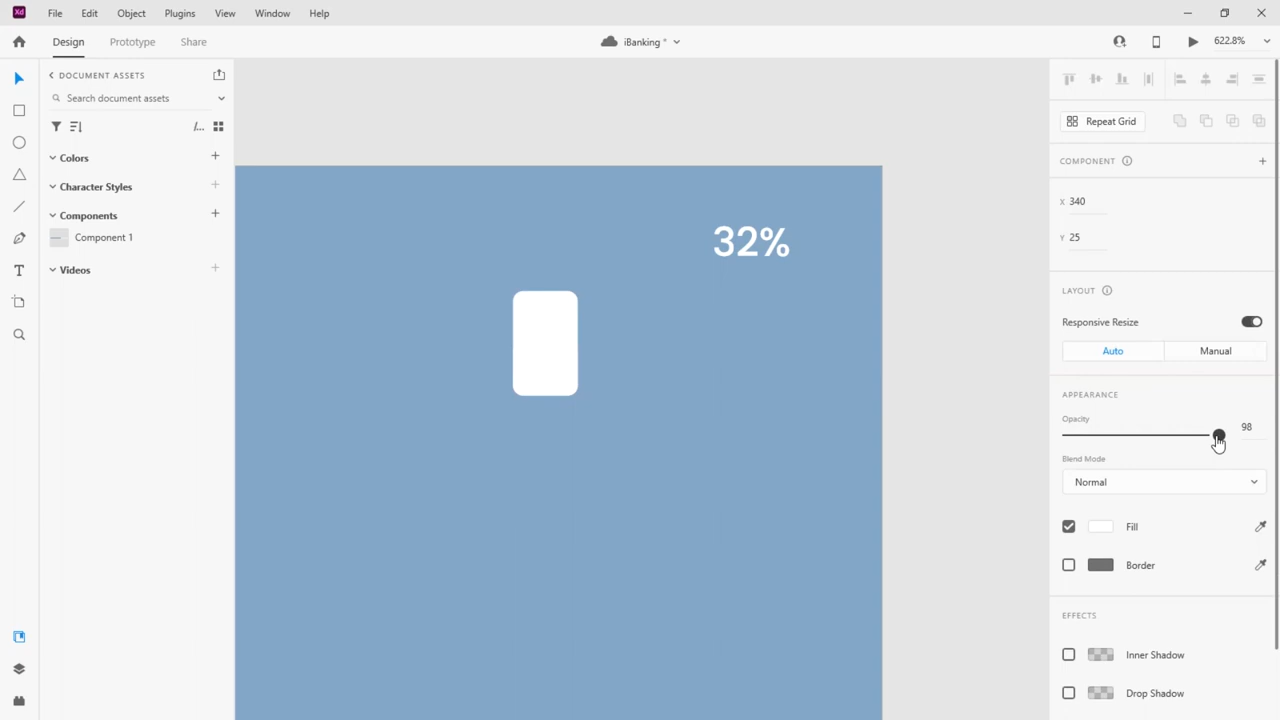 Xd File Edit Object Plugins View Window Help
Design Prototype Share iBanking * 622.8%
DOCUMENT ASSETS
Search document assets
/...
Colors
Character Styles
Components
Component 1
Videos
32%
Repeat Grid
COMPONENT
X 340
Y 25
LAYOUT
Responsive Resize
Auto Manual
APPEARANCE
Opacity
98
Blend Mode
Normal
Fill
Border
EFFECTS
Inner Shadow
Drop Shadow